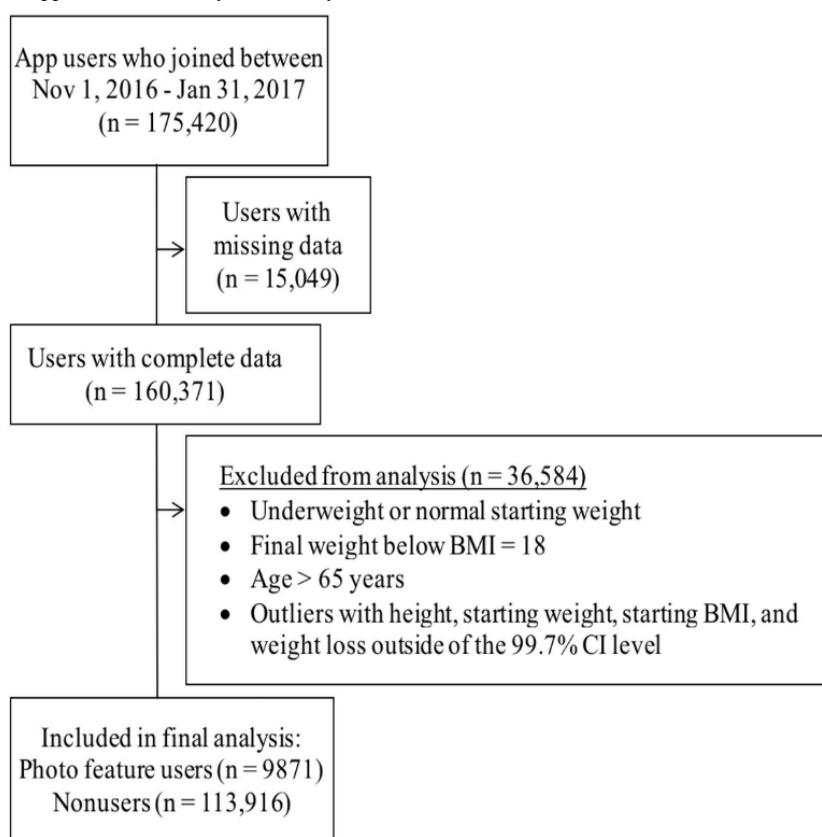 App users who joined between
Nov 1, 2016 - Jan 31, 2017
(n = 175,420)
Users with
missing data
(n = 15,049)
Users with complete data
(n = 160,371)
Excluded from analysis (n = 36,584)
• Underweight or normal starting weight
• Final weight below BMI = 18
• Age > 65 years
• Outliers with height, starting weight, starting BMI, and
weight loss outside of the 99.7% CI level
Included in final analysis:
Photo feature users (n = 9871)
Nonusers (n = 113,916)